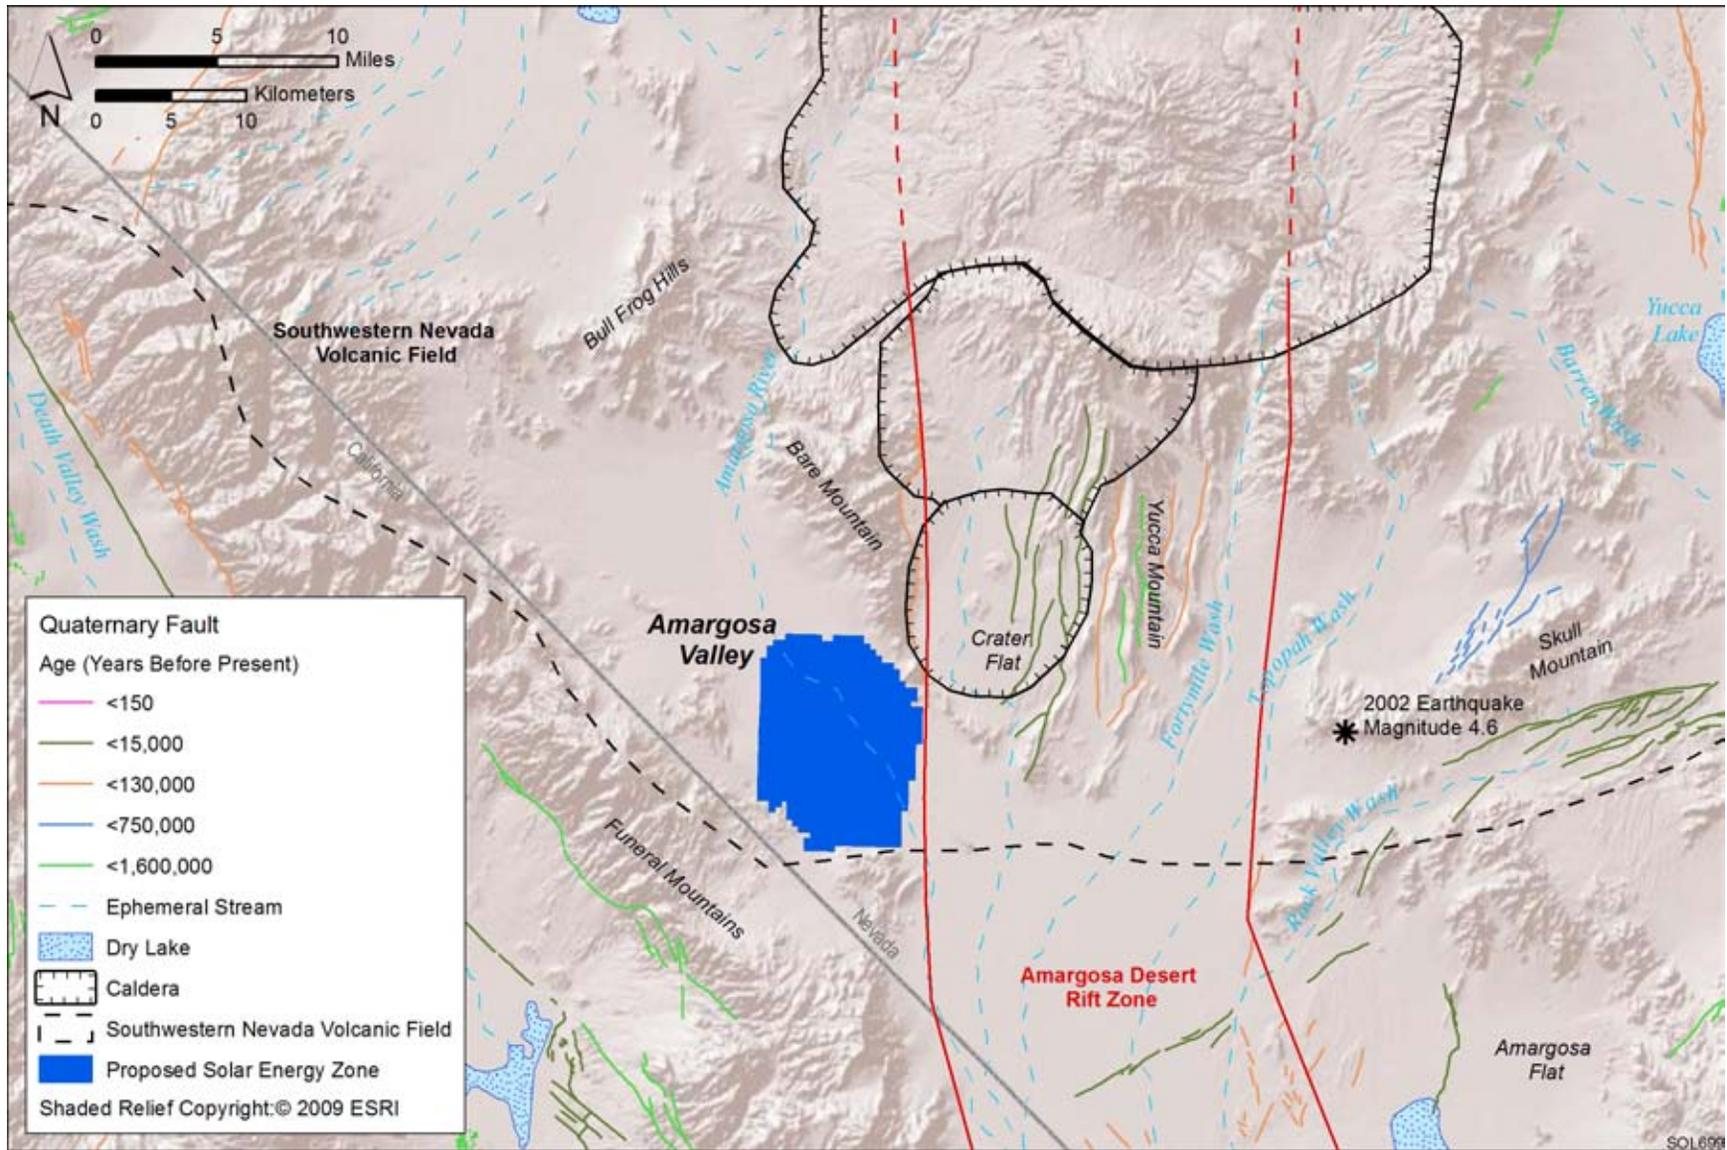 0 5 10
Miles
Kilometers
N
0 5 10
Southwestern Nevada
Volcanic Field
Bull Frog Hills
Yucca
Lake
Barren Wash
Death Valley Wash
California
Amargosa River
Bare Mountain
Yucca Mountain
Amargosa
Valley
Crater
Flat
Fortymile Wash
Topopah Wash
Skull
Mountain
2002 Earthquake
Magnitude 4.6
Rock Valley Wash
Funeral Mountains
Nevada
Amargosa Desert
Rift Zone
Amargosa
Flat
Quaternary Fault
Age (Years Before Present)
<150
<15,000
<130,000
<750,000
<1,600,000
Ephemeral Stream
Dry Lake
Caldera
Southwestern Nevada Volcanic Field
Proposed Solar Energy Zone
Shaded Relief Copyright:© 2009 ESRI